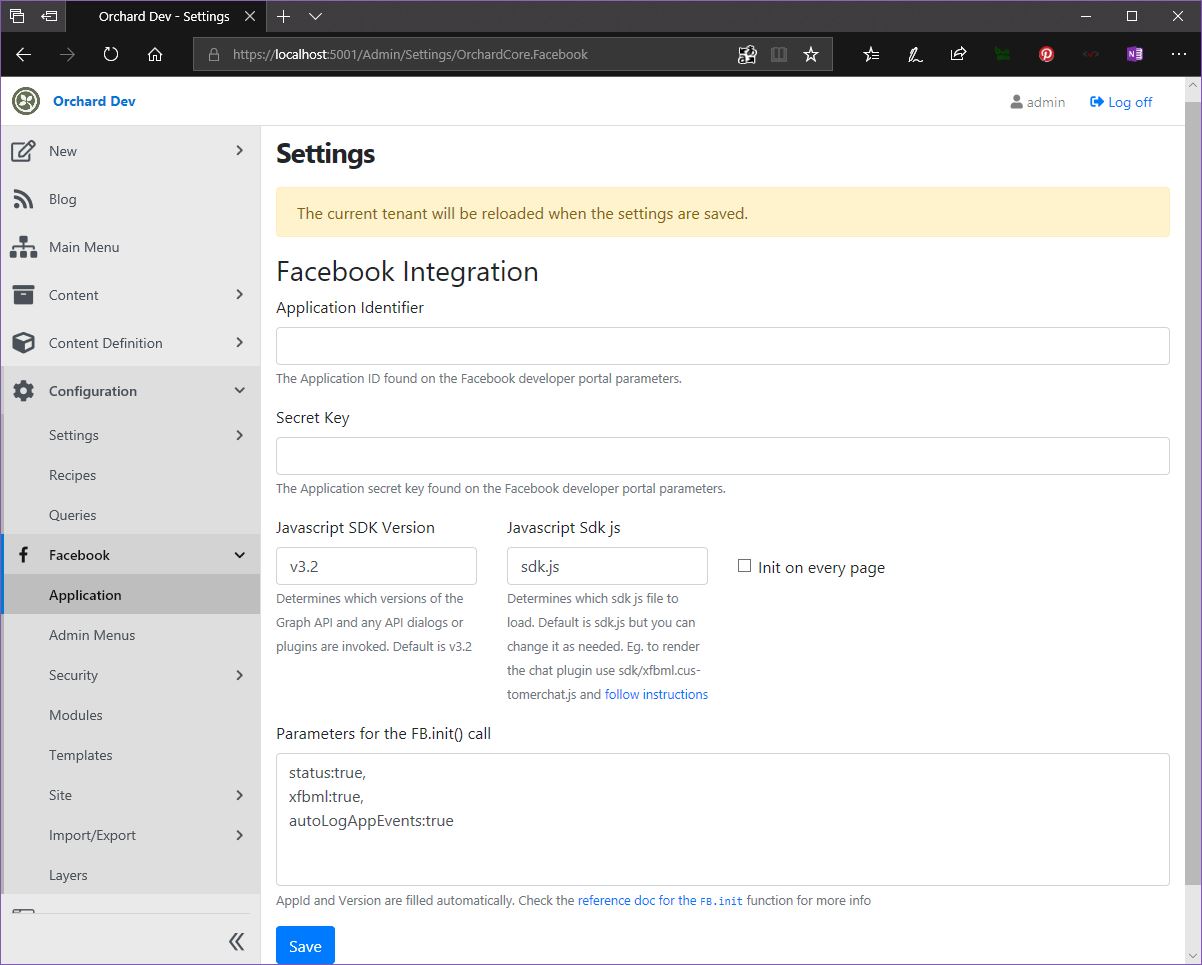 Orchard Dev - Settings
https://localhost:5001/Admin/Settings/OrchardCore.Facebook
Orchard Dev
admin
Log off
New
Blog
Main Menu
Content
Content Definition
Configuration
Settings
Recipes
Queries
Facebook
Application
Admin Menus
Security
Modules
Templates
Site
Import/Export
Layers
Settings
The current tenant will be reloaded when the settings are saved.
Facebook Integration
Application Identifier
The Application ID found on the Facebook developer portal parameters.
Secret Key
The Application secret key found on the Facebook developer portal parameters.
Javascript SDK Version
v3.2
Determines which versions of the
Graph API and any API dialogs or
plugins are invoked. Default is v3.2
Javascript Sdk js
sdk.js
Determines which sdk js file to
load. Default is sdk.js but you can
change it as needed. Eg. to render
the chat plugin use sdk/xfbml.cus-
tomerchat.js and follow instructions
Init on every page
Parameters for the FB.init() call
status:true,
xfbml:true,
autoLogAppEvents:true
AppId and Version are filled automatically. Check the reference doc for the FB.init function for more info
Save